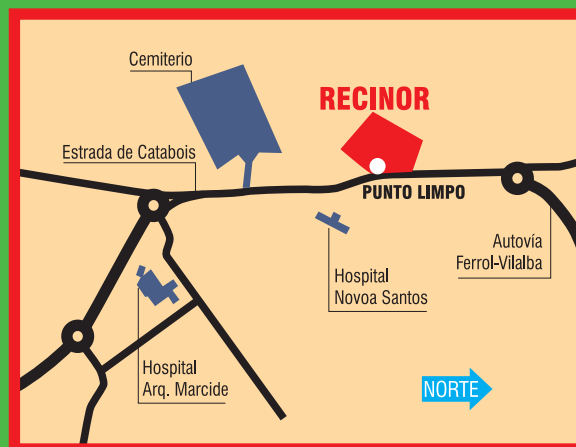 Cemiterio
RECINOR
Estrada de Catabois
PUNTO LIMPO
Autovía
Ferrol-Vilalba
Hospital
Novoa Santos
Hospital
Arq. Marcide
NORTE